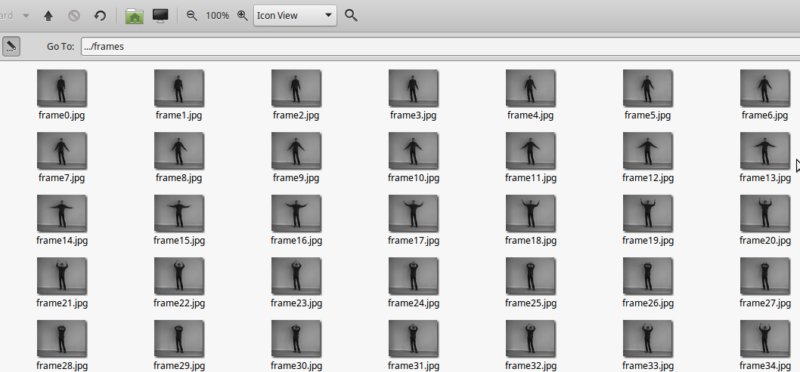 ard
100% Icon View
Go To: .../frames
frame0.jpg frame1.jpg frame2.jpg frame3.jpg frame4.jpg frame5.jpg frame6.jpg
frame7.jpg frame8.jpg frame9.jpg frame10.jpg frame11.jpg frame12.jpg frame13.jpg
frame14.jpg frame15.jpg frame16.jpg frame17.jpg frame18.jpg frame19.jpg frame20.jpg
frame21.jpg frame22.jpg frame23.jpg frame24.jpg frame25.jpg frame26.jpg frame27.jpg
frame28.jpg frame29.jpg frame30.jpg frame31.jpg frame32.jpg frame33.jpg frame34.jpg